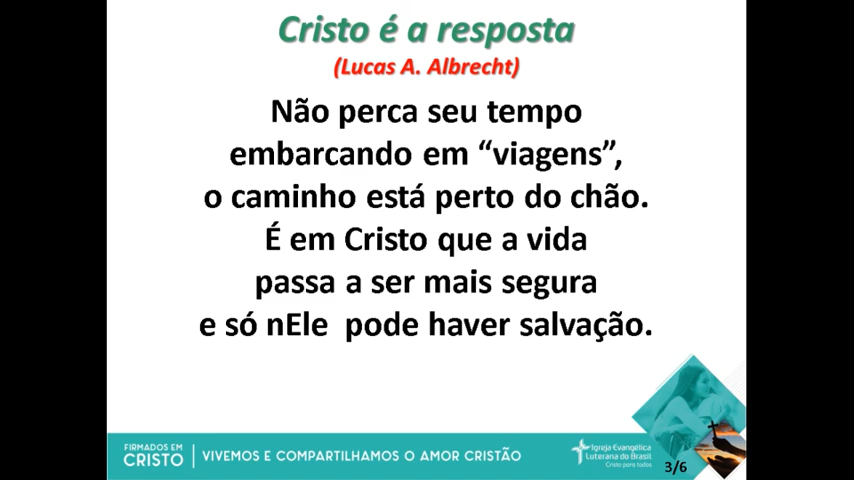 Cristo é a resposta
(Lucas A. Albrecht)
Não perca seu tempo
embarcando em “viagens”,
o caminho está perto do chão.
É em Cristo que a vida
passa a ser mais segura
e só nEle pode haver salvação.
FIRMADOS EM
CRISTO
VIVEMOS E COMPARTILHAMOS O AMOR CRISTÃO
Igreja Evangélica
Luterana do Brasil
Cristo para todos
3/6